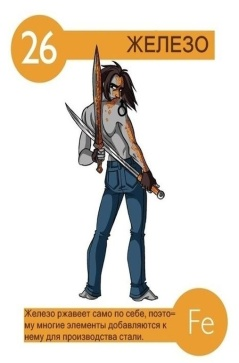 26
ЖЕЛЕЗО
Железо ржавеет само по себе, поэто=
му многие элементы добавляются к
нему для производства стали.
Fe